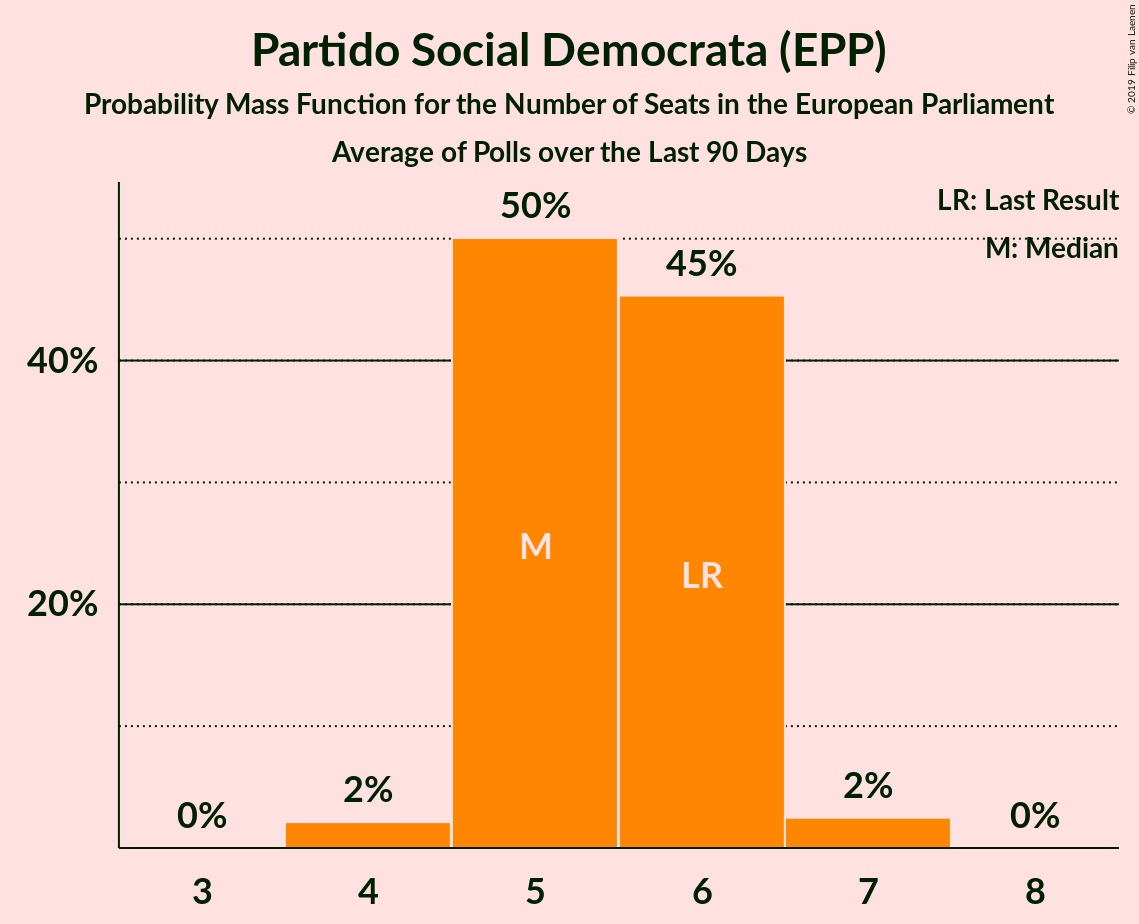 Partido Social Democrata (EPP)
Probability Mass Function for the Number of Seats in the European Parliament
Average of Polls over the Last 90 Days
© 2019 Filip van Laenen
LR: Last Result
M: Median
50%
45%
40%
M
LR
20%
2%
2%
0%
0%
3 4 5 6 7 8